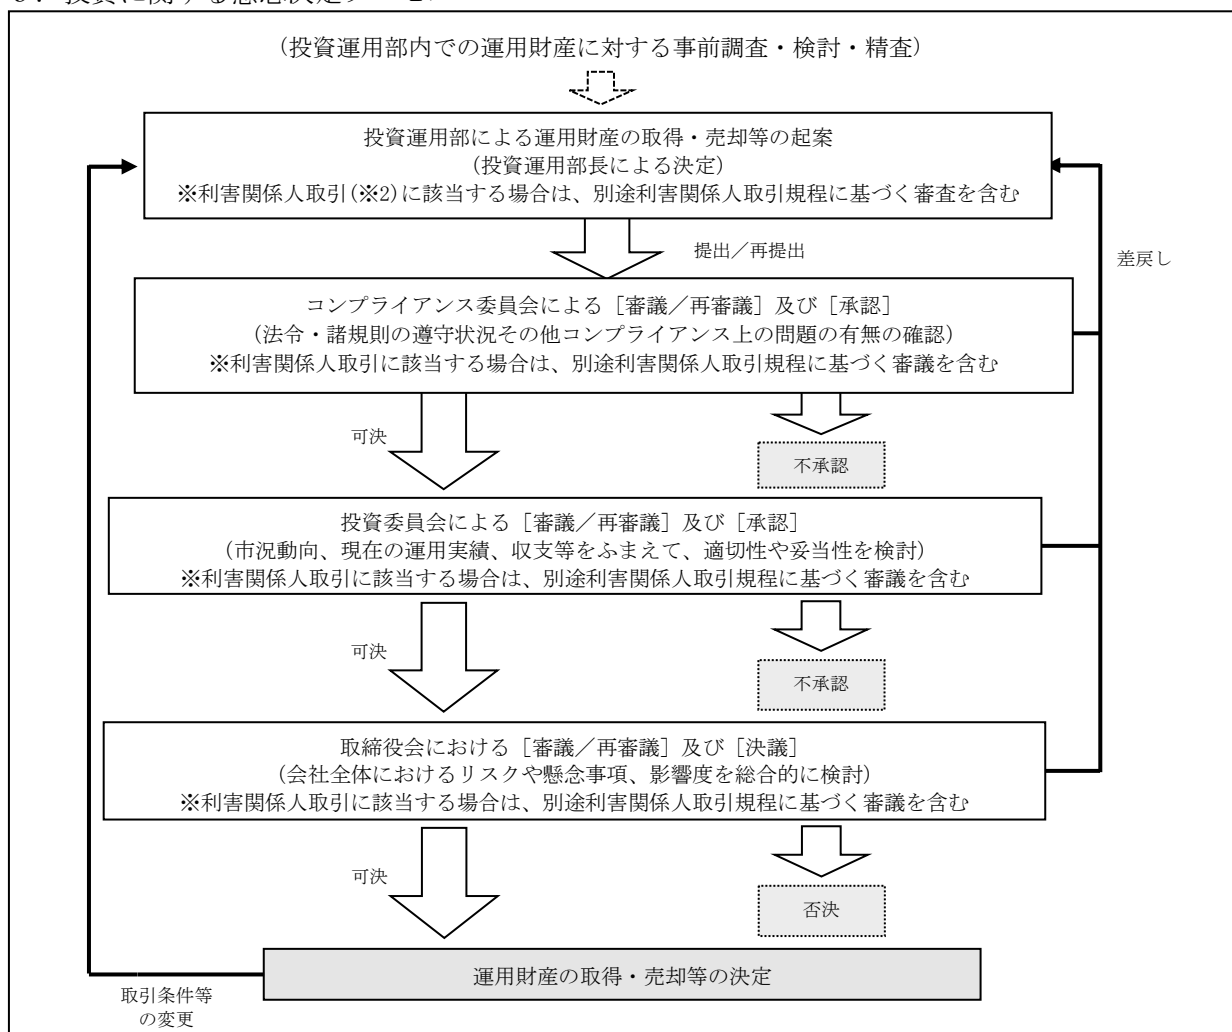 (投資運用部内での運用財産に対する事前調査・検討・精査)
投資運用部による運用財産の取得・売却等の起案
(投資運用部長による決定)
※利害関係人取引(※2)に該当する場合は、別途利害関係人取引規程に基づく審査を含む
提出／再提出
差戻し
コンプライアンス委員会による［審議／再審議］及び［承認］
(法令・諸規則の遵守状況その他コンプライアンス上の問題の有無の確認)
※利害関係人取引に該当する場合は、別途利害関係人取引規程に基づく審議を含む
可決
不承認
投資委員会による［審議／再審議］及び［承認］
(市況動向、現在の運用実績、収支等をふまえて、適切性や妥当性を検討)
※利害関係人取引に該当する場合は、別途利害関係人取引規程に基づく審議を含む
可決
不承認
取締役会における［審議／再審議］及び［決議］
(会社全体におけるリスクや懸念事項、影響度を総合的に検討)
※利害関係人取引に該当する場合は、別途利害関係人取引規程に基づく審議を含む
可決
否決
運用財産の取得・売却等の決定
取引条件等
の変更